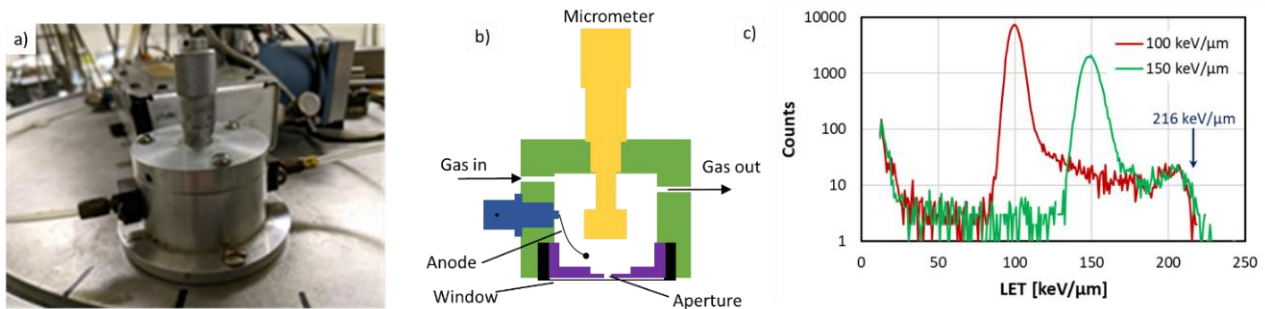 a)
b)
Micrometer
Gas in
Gas out
Anode
Window
Aperture
c)
10000
1000
100
10
1
Counts
100 keV/µm
150 keV/µm
216 keV/µm
0
50
100
150
200
250
LET [keV/µm]